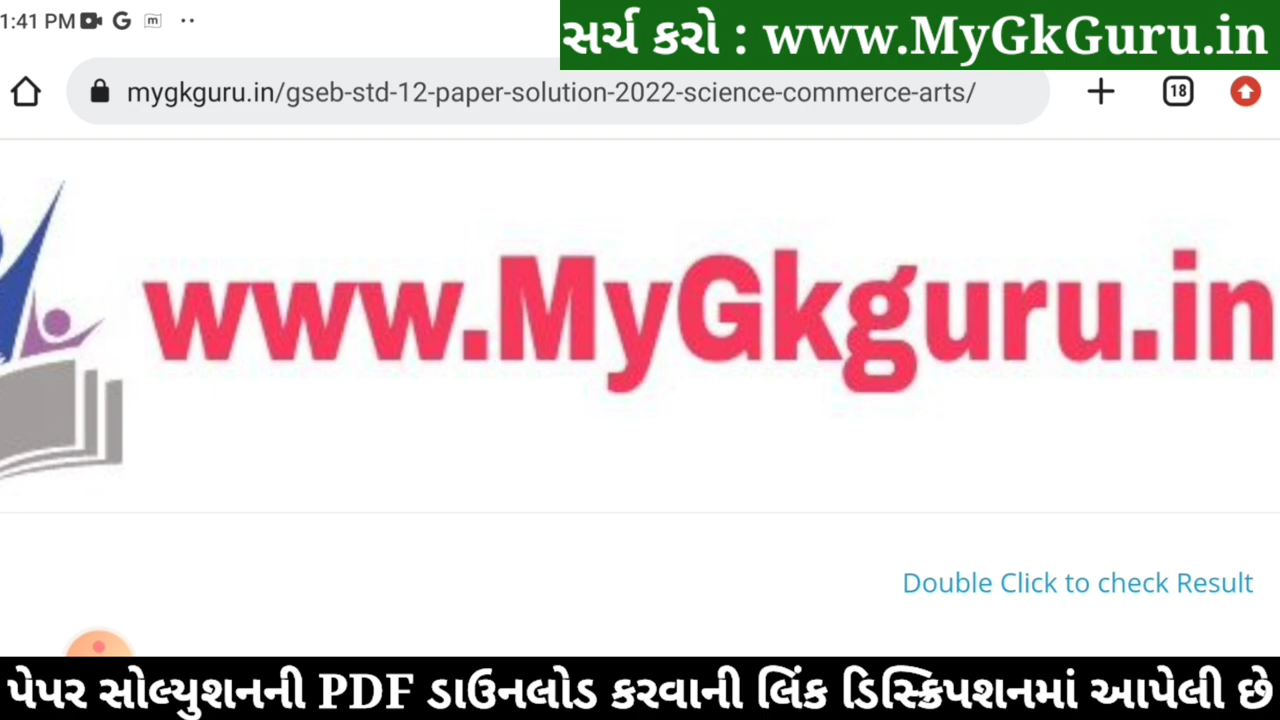 1:41 PM
સર્ચ કરો : www.MyGkGuru.in
mygkguru.in/gseb-std-12-paper-solution-2022-science-commerce-arts/
18
www.MyGkguru.in
Double Click to check Result
પેપર સોલ્યુશનની PDF ડાઉનલોડ કરવાની લિંક ડિસ્ક્રિપશનમાં આપેલી છે